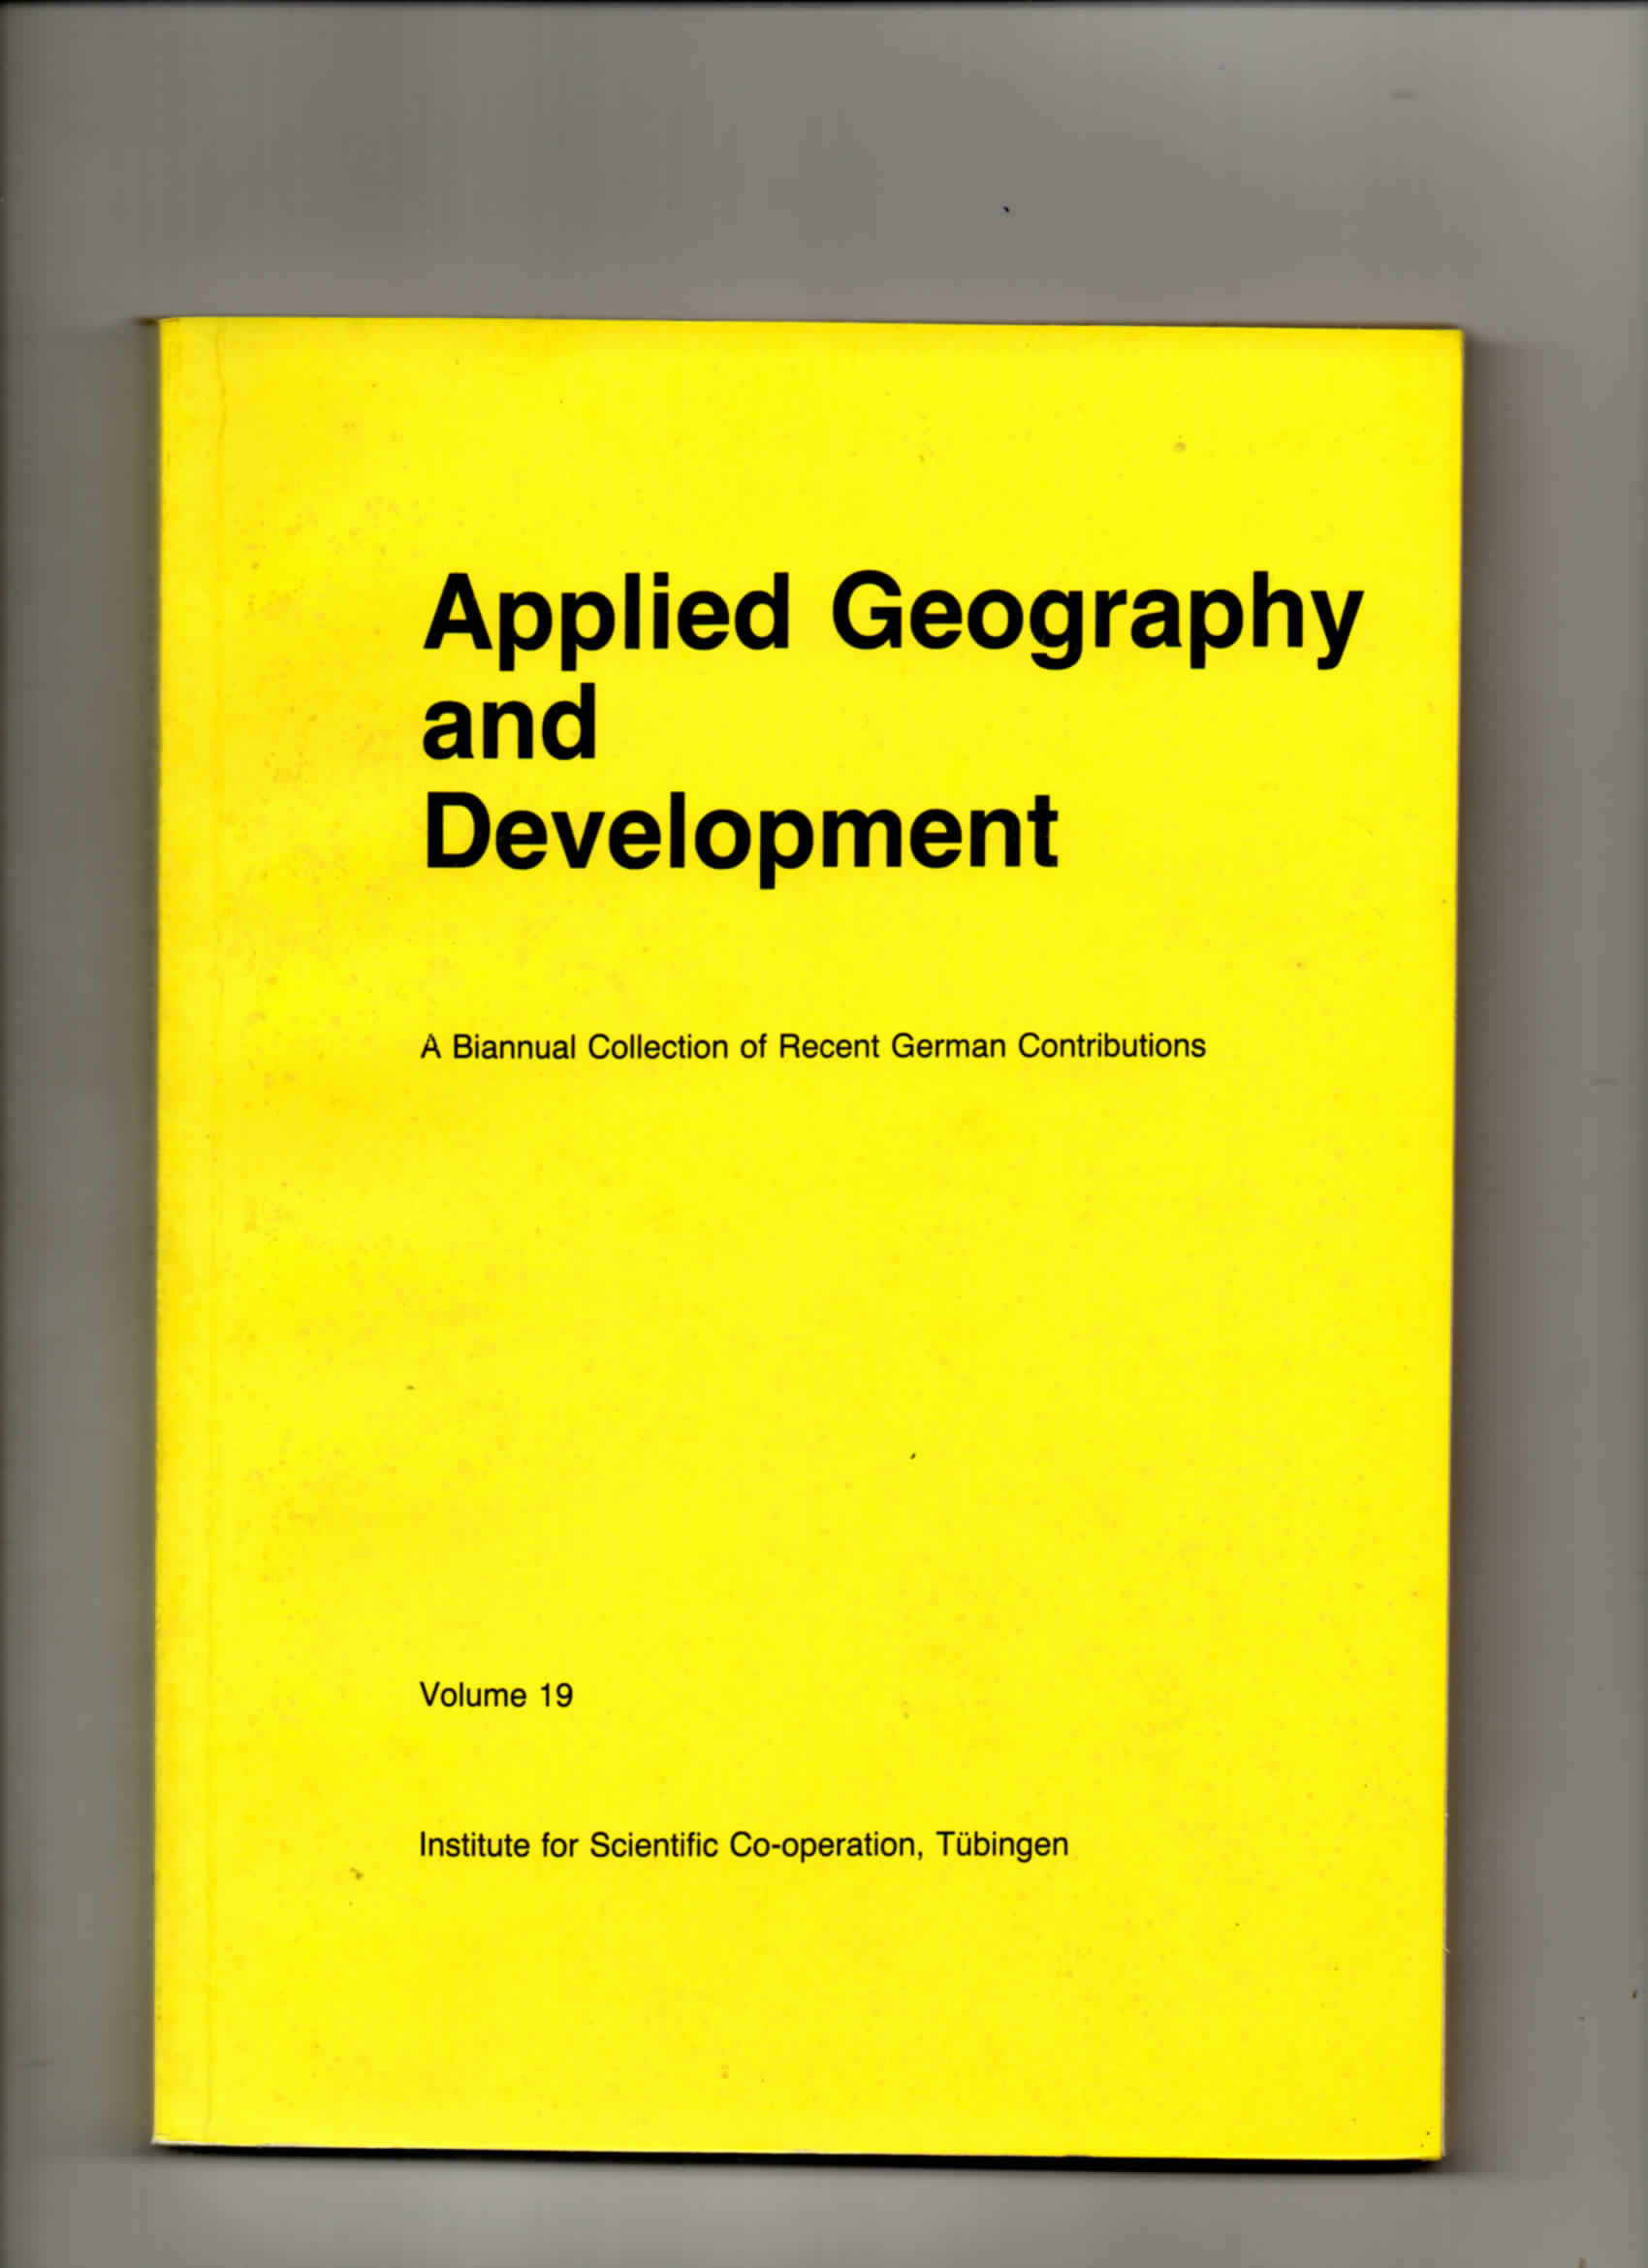 Applied Geography
and
Development
A Biannual Collection of Recent German Contributions
Volume 19
Institute for Scientific Co-operation, Tübingen